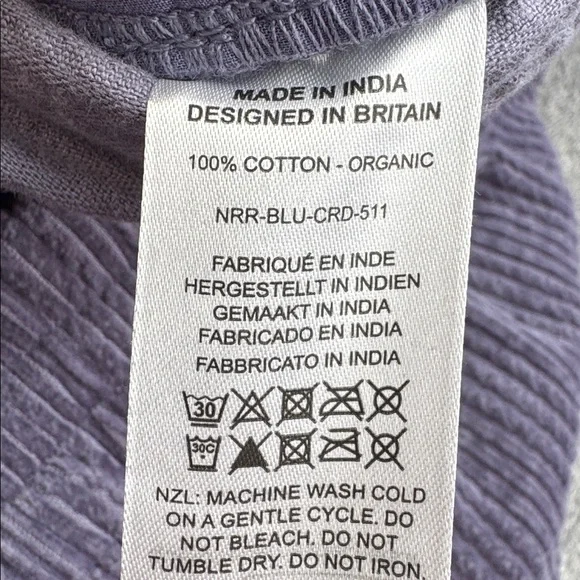 MADE IN INDIA
DESIGNED IN BRITAIN
100% COTTON - ORGANIC
NRR-BLU-CRD-511
FABRIQUÉ EN INDE
HERGESTELLT IN INDIEN
GEMAAKT IN INDIA
FABRICADO EN INDIA
FABBRICATO IN INDIA
30
30C
NZL: MACHINE WASH COLD
ON A GENTLE CYCLE. DO
NOT BLEACH. DO NOT
TUMBLE DRY. DO NOT IRON.